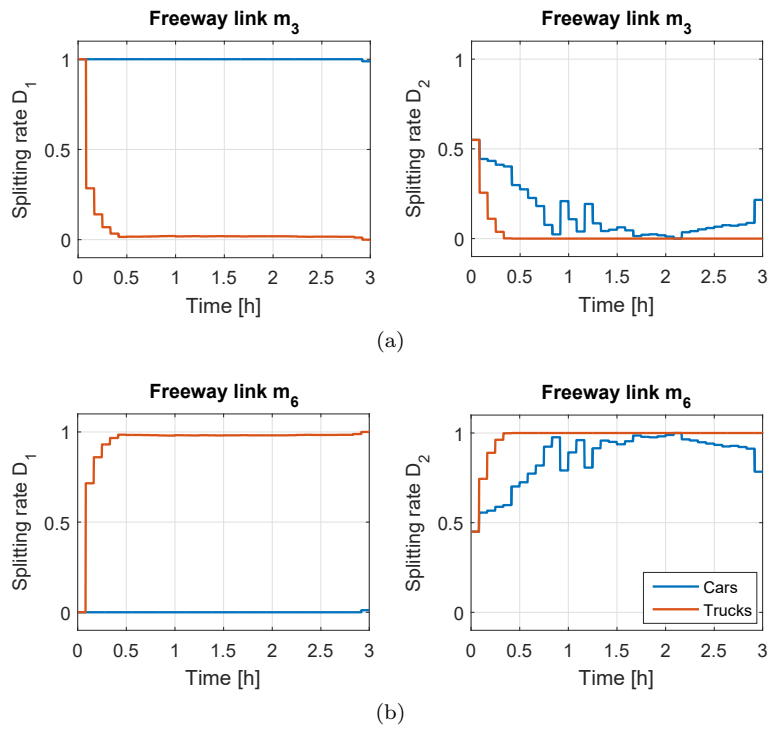 Freeway link m3
Splitting rate D1
1
0.5
0
0 0.5 1 1.5 2 2.5 3
Time [h]
Freeway link m3
Splitting rate D2
1
0.5
0
0 0.5 1 1.5 2 2.5 3
Time [h]
(a)
Freeway link m6
Splitting rate D1
1
0.5
0
0 0.5 1 1.5 2 2.5 3
Time [h]
Freeway link m6
Splitting rate D2
1
0.5
0
Cars
Trucks
0 0.5 1 1.5 2 2.5 3
Time [h]
(b)